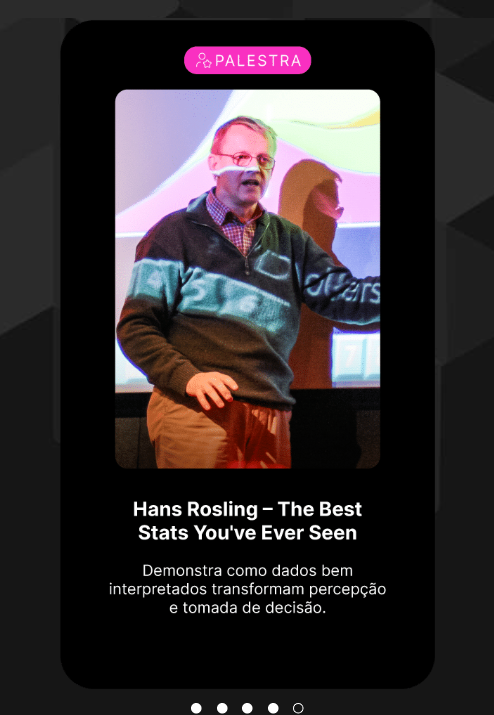 PALESTRA
Hans Rosling – The Best
Stats You've Ever Seen
Demonstra como dados bem
interpretados transformam percepção
e tomada de decisão.